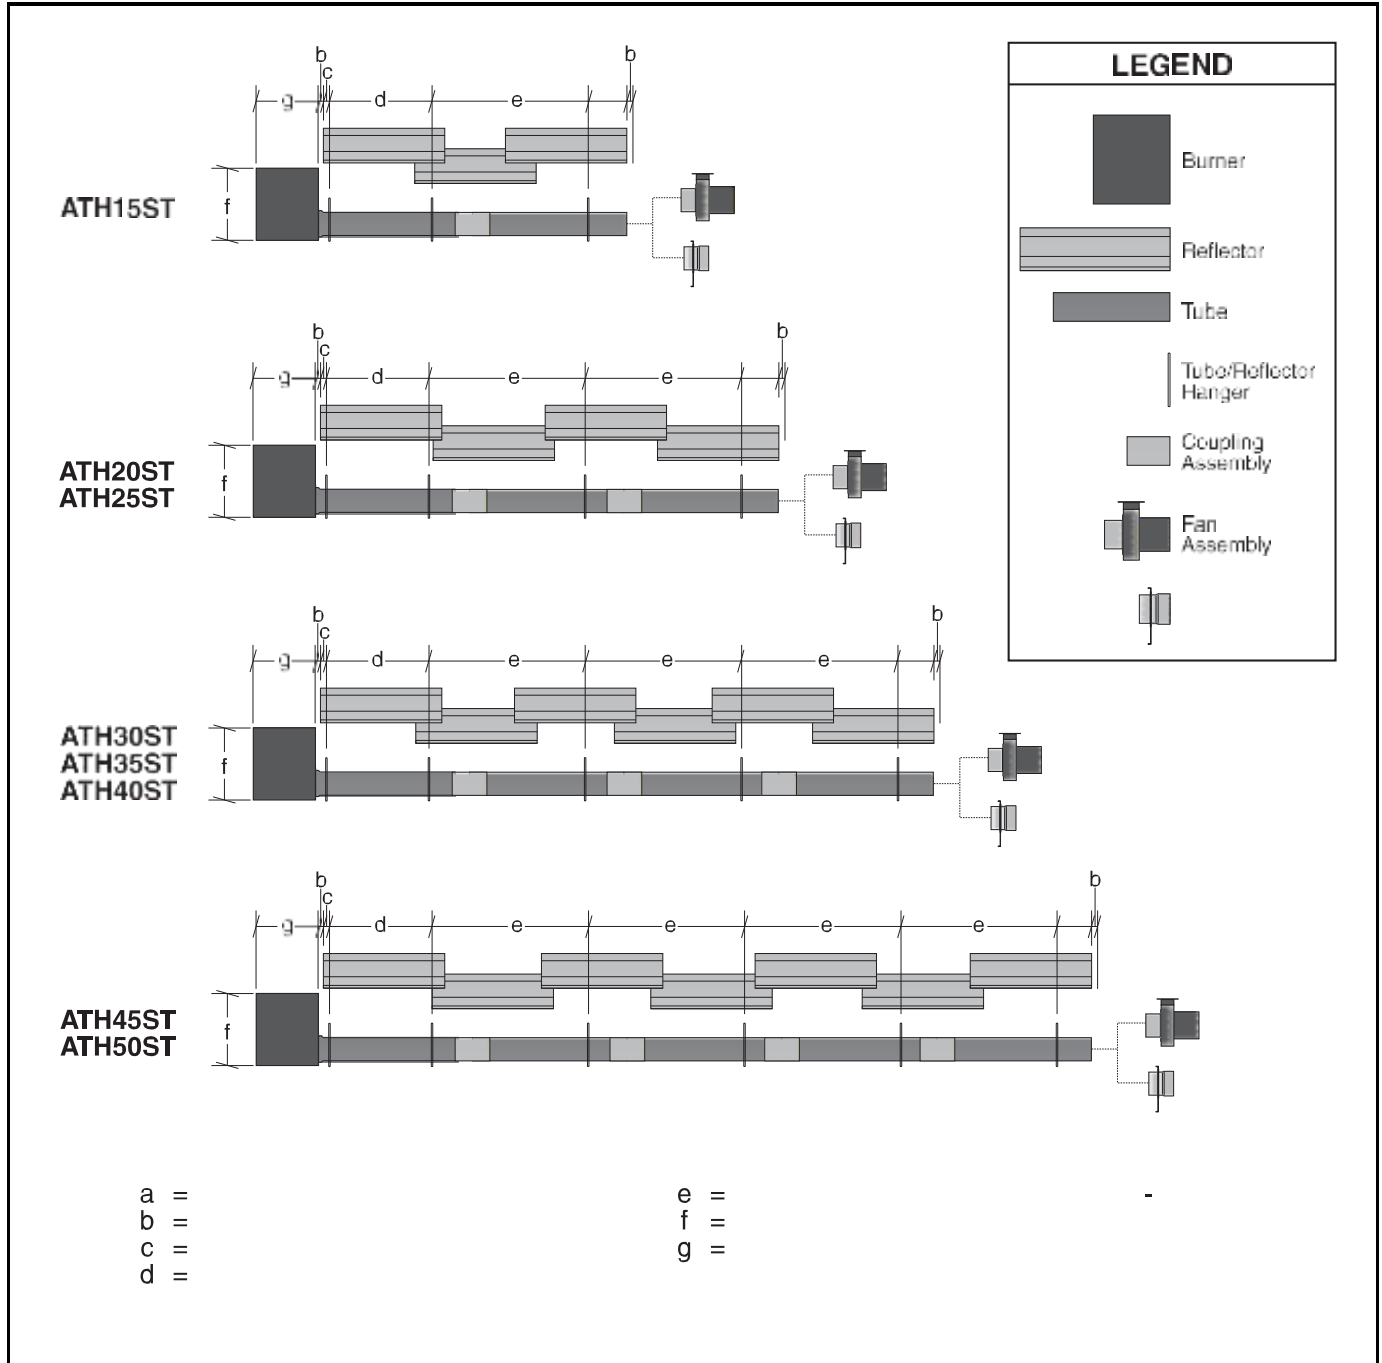 b
b
c
g
d
e
ATH15ST
f
b
b
c
g
d
e
e
ATH20ST
ATH25ST
f
b
b
c
g
d
e
e
e
ATH30ST
ATH35ST
ATH40ST
f
b
b
c
g
d
e
e
e
e
ATH45ST
ATH50ST
f
LEGEND
Burner
Reflector
Tube
Tube/Reflector
Hanger
Coupling
Assembly
Fan
Assembly
a =
b =
c =
d =
e =
f =
g =
-